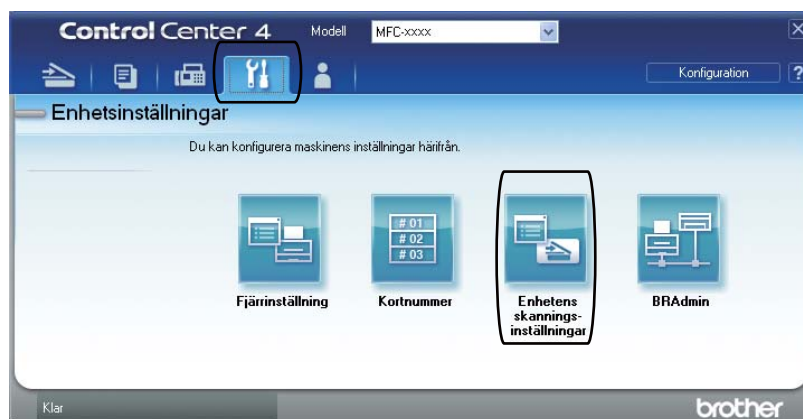 Control Center 4
Modell
MFC-xxxx
Konfiguration
?
Enhetsinställningar
Du kan konfigurera maskinens inställningar härifrån.
# 01
# 02
# 03
Fjärrinställning
Kortnummer
Enhetens
skannings-
inställningar
BRAdmin
Klar
brother